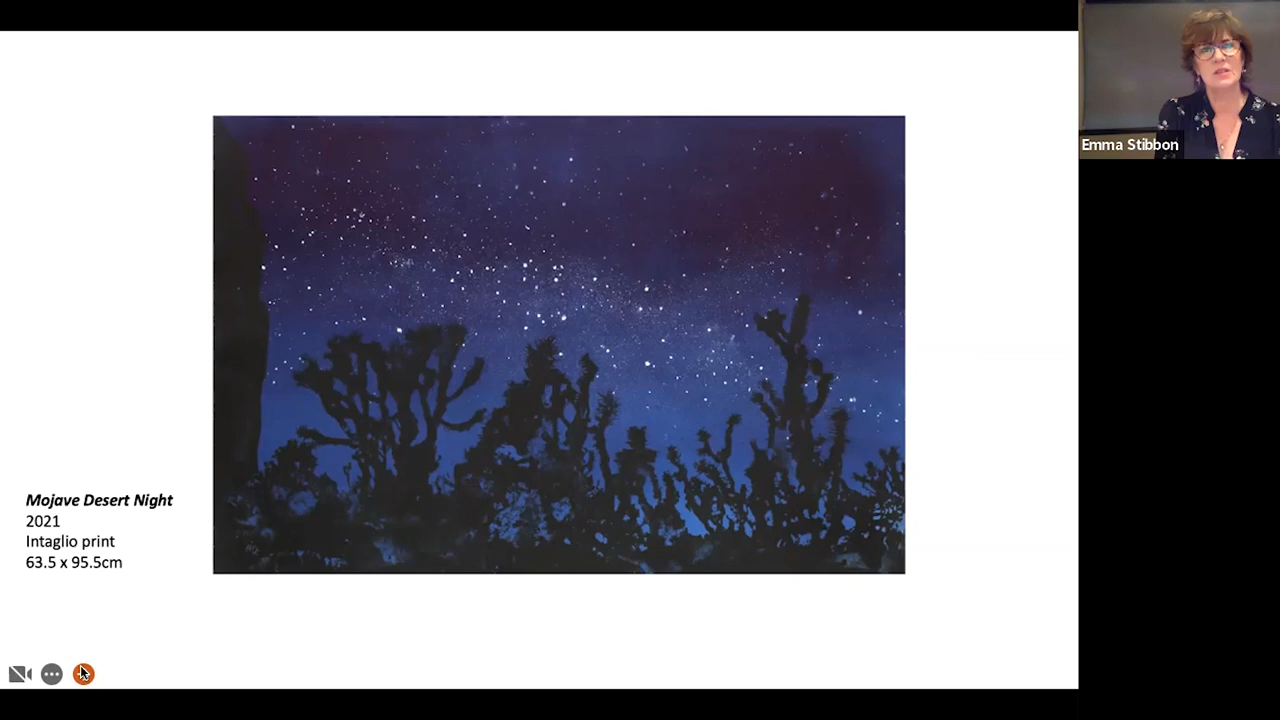 Emma Stibbon
Mojave Desert Night
2021
Intaglio print
63.5 x 95.5cm